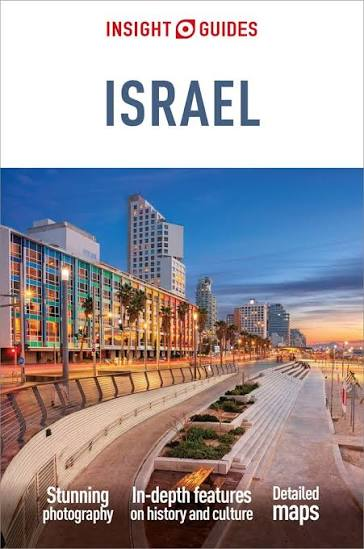 INSIGHT GUIDES
ISRAEL
Stunning
photography
In-depth features
on history and culture
Detailed
maps